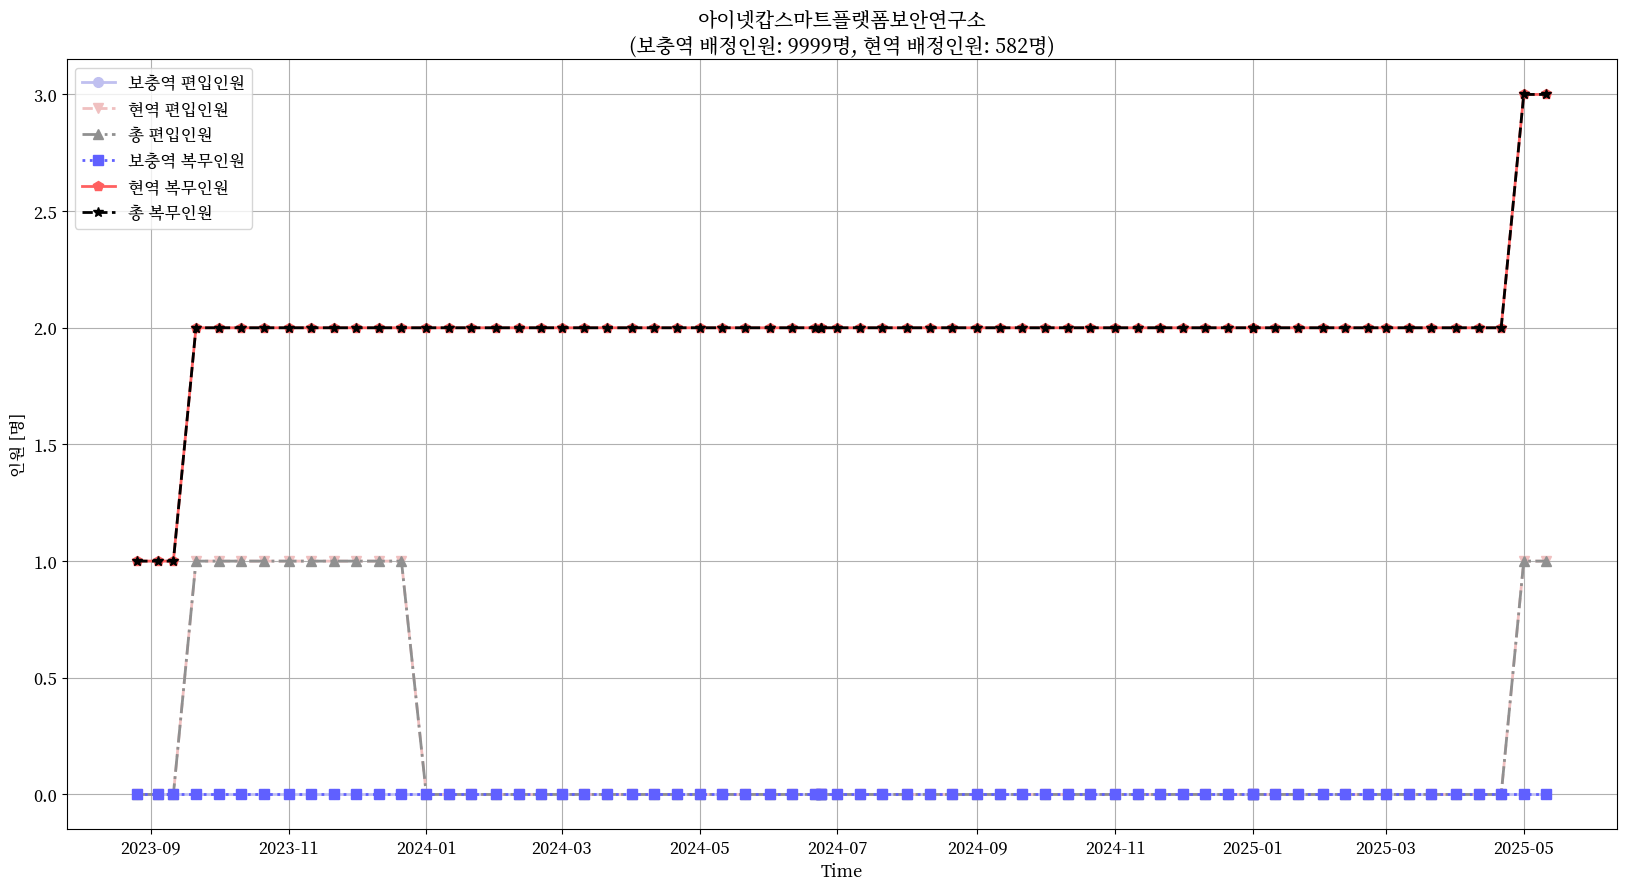 아이넷캅스마트플랫폼보안연구소
(보충역 배정인원: 9999명, 현역 배정인원: 582명)
보충역 편입인원
현역 편입인원
총 편입인원
보충역 복무인원
현역 복무인원
총 복무인원
인원 [명]
3.0
2.5
2.0
1.5
1.0
0.5
0.0
2023-09 2023-11 2024-01 2024-03 2024-05 2024-07 2024-09 2024-11 2025-01 2025-03 2025-05
Time